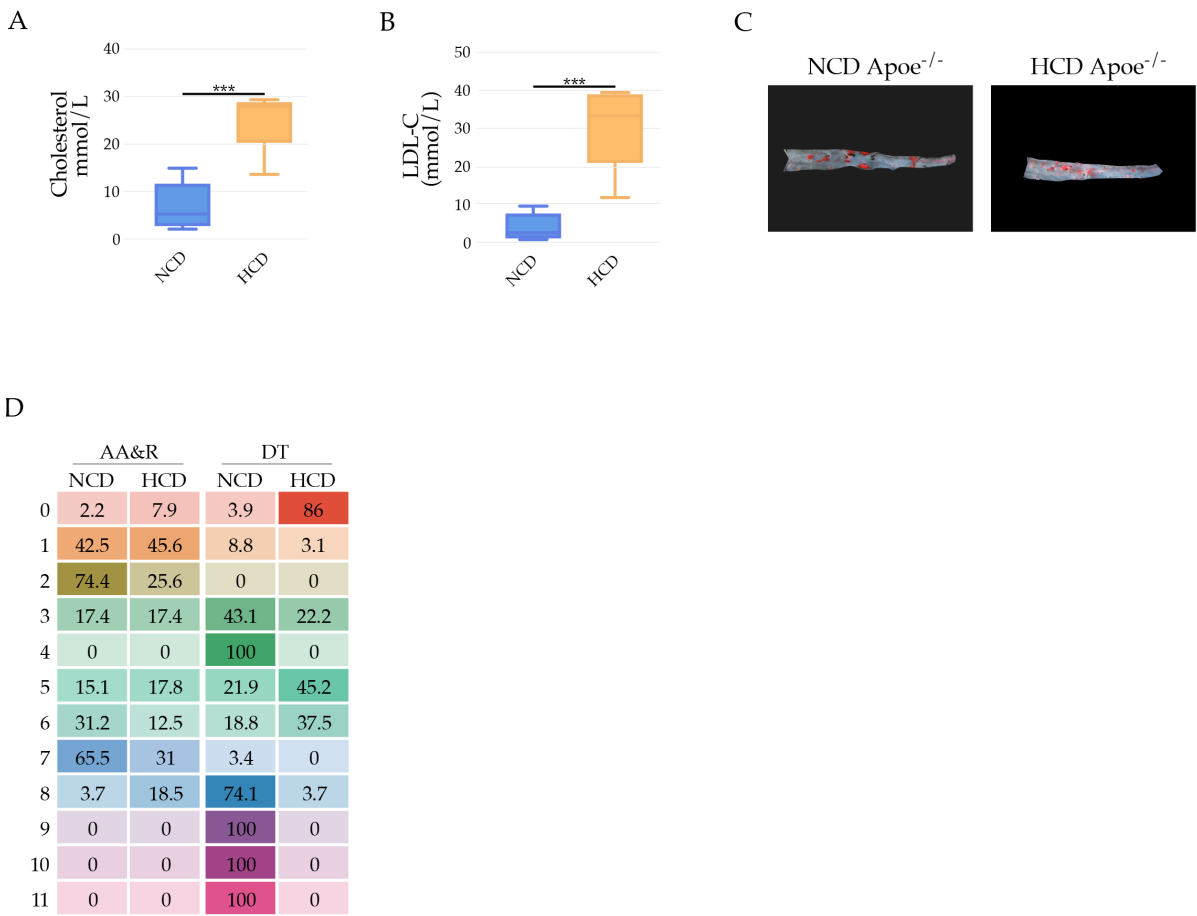 A
Cholesterol
mmol/L
40
30
20
10
0
***
NCD
HCD
B
LDL-C
(mmol/L)
50
40
30
20
10
0
***
NCD
HCD
C
NCD Apoe-/-
HCD Apoe-/-
D
AA&R DT
NCD HCD NCD HCD
0 2.2 7.9 3.9 86
1 42.5 45.6 8.8 3.1
2 74.4 25.6 0 0
3 17.4 17.4 43.1 22.2
4 0 0 100 0
5 15.1 17.8 21.9 45.2
6 31.2 12.5 18.8 37.5
7 65.5 31 3.4 0
8 3.7 18.5 74.1 3.7
9 0 0 100 0
10 0 0 100 0
11 0 0 100 0